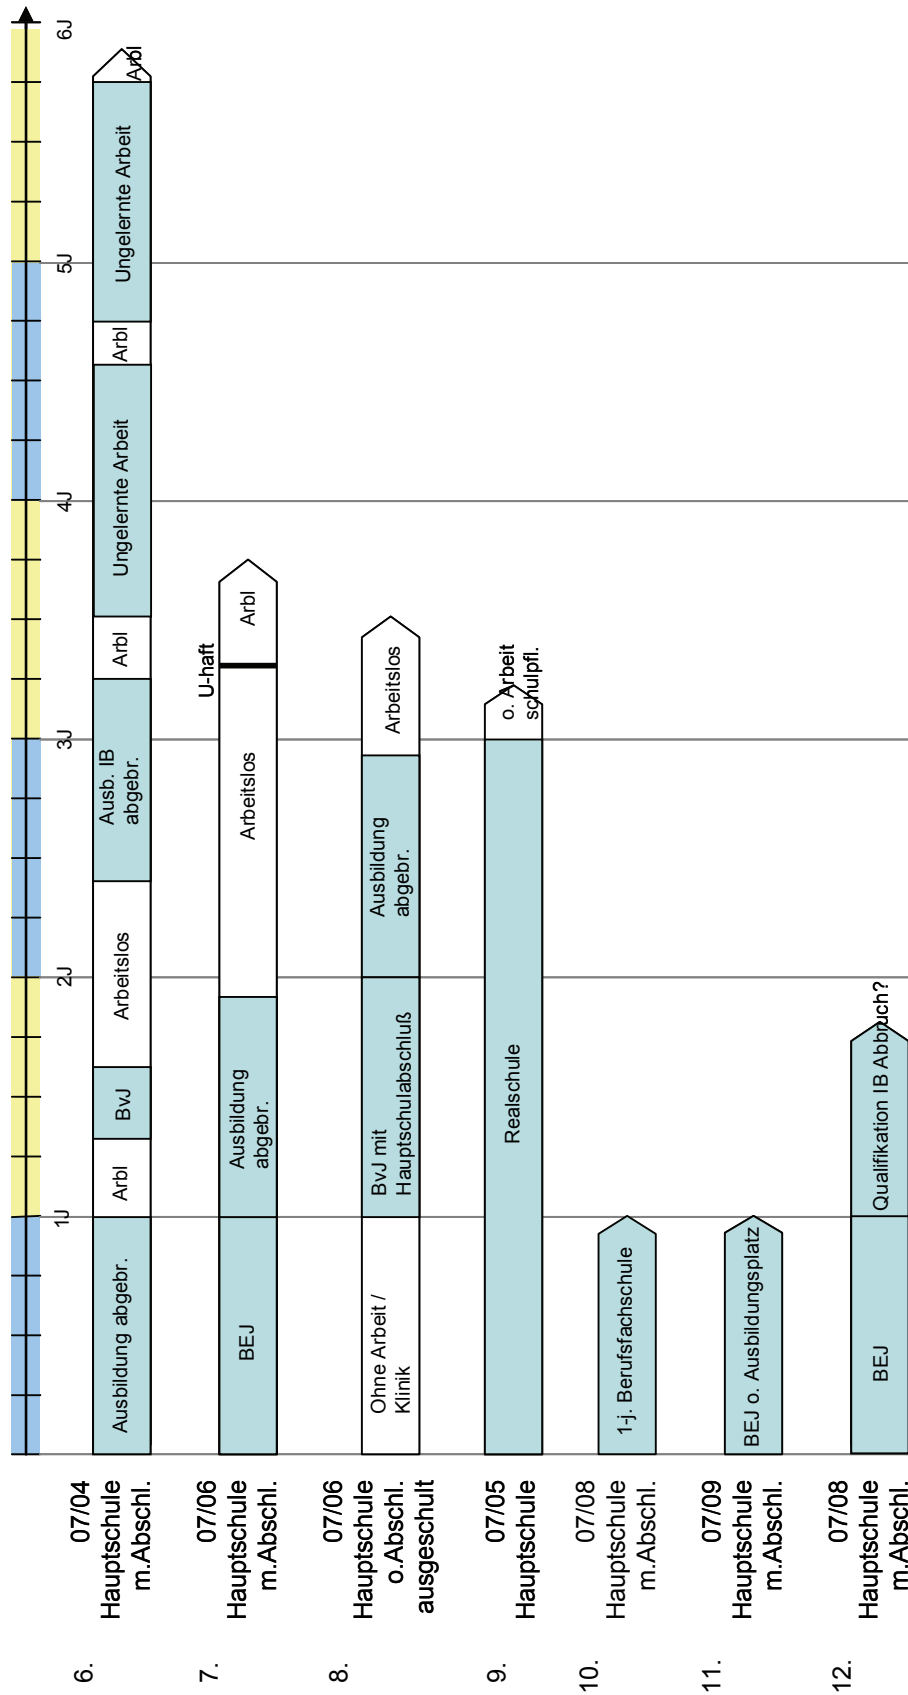 1J
2J
3J
4J
5J
6J
6.
07/04
Hauptschule
m.Abschl.
Ausbildung abgebr.
Arbl
BvJ
Arbeitslos
Ausb. IB
abgebr.
Arbl
Ungelernte Arbeit
Arbl
Ungelernte Arbeit
Arbl
7.
07/06
Hauptschule
m.Abschl.
BEJ
Ausbildung
abgebr.
Arbeitslos
U-haft
Arbl
8.
07/06
Hauptschule
o.Abschl.
ausgeschult
Ohne Arbeit /
Klinik
BvJ mit
Hauptschulabschluß
Ausbildung
abgebr.
Arbeitslos
9.
07/05
Hauptschule
Realschule
o. Arbeit
schulpfl.
10.
07/08
Hauptschule
m.Abschl.
1-j. Berufsfachschule
11.
07/09
Hauptschule
m.Abschl.
BEJ o. Ausbildungsplatz
12.
07/08
Hauptschule
m.Abschl.
BEJ
Qualifikation IB Abbruch?